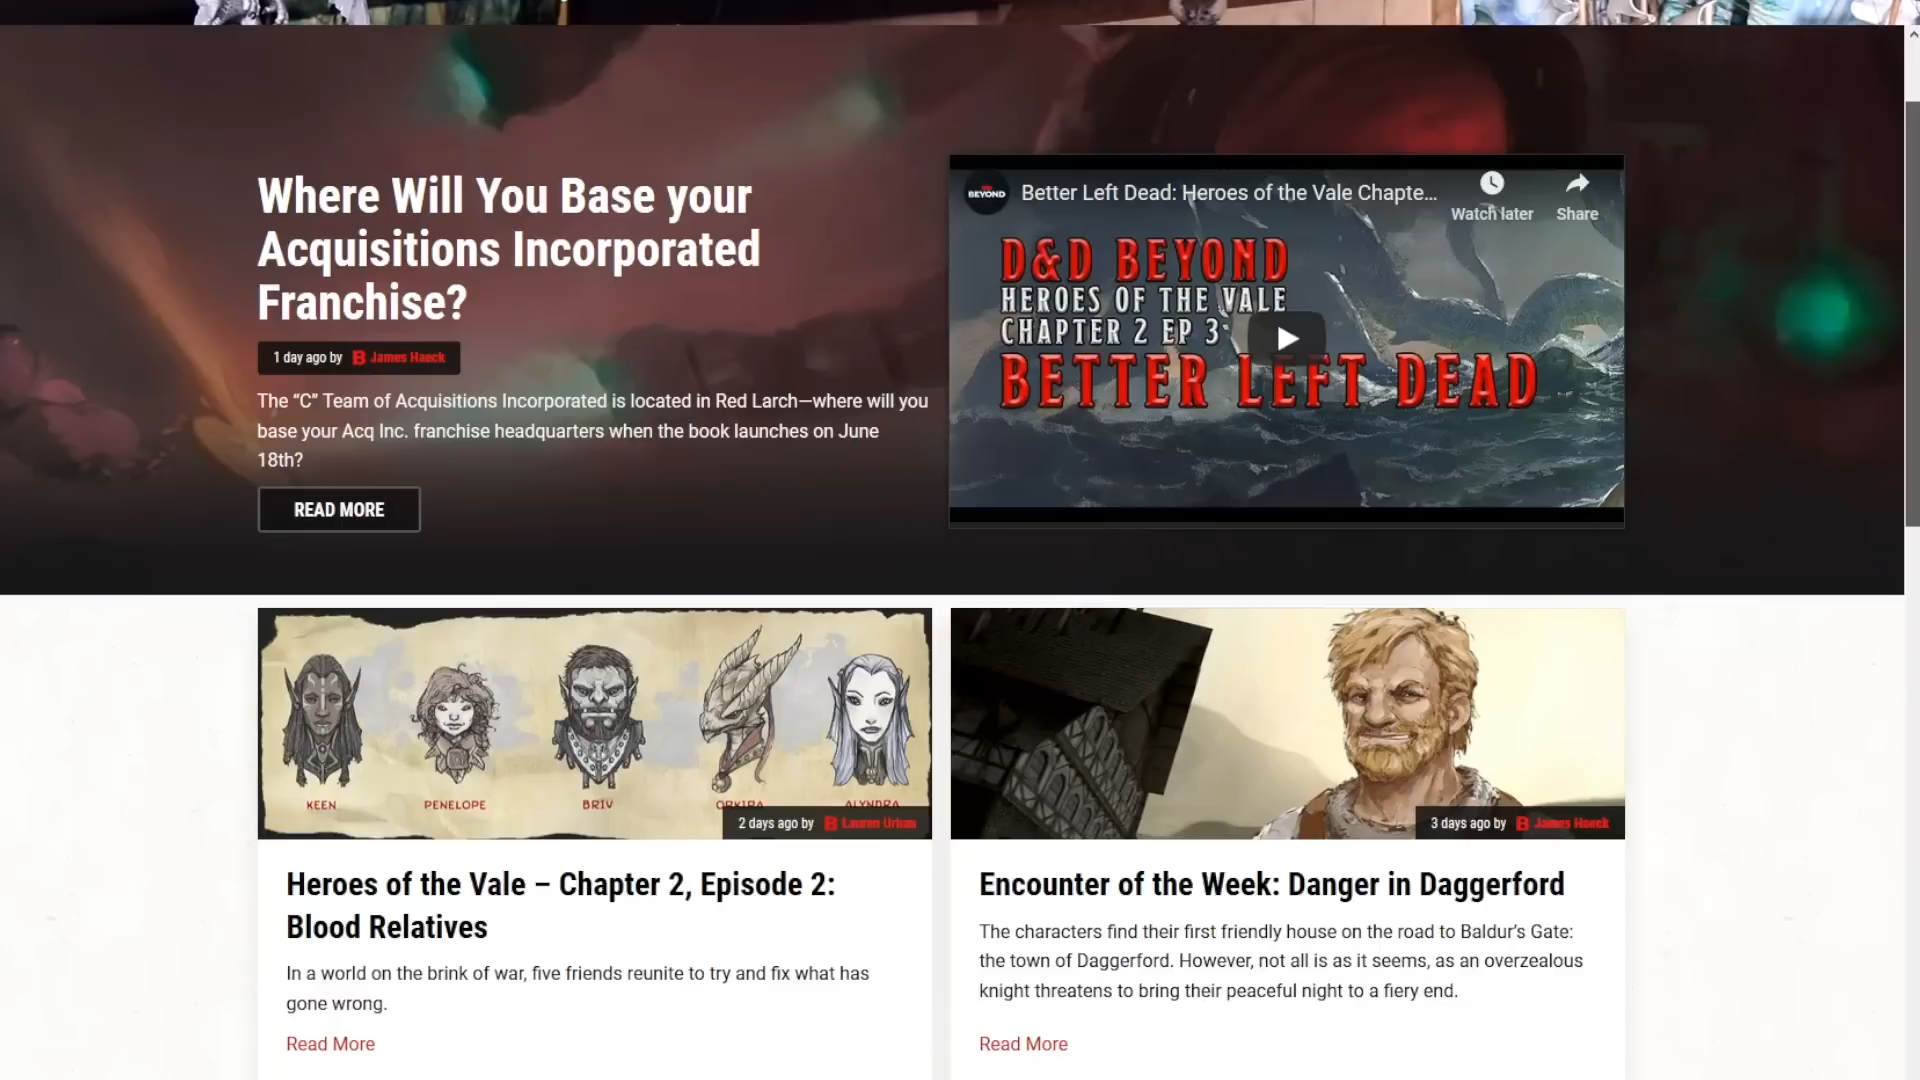 Where Will You Base your
Acquisitions Incorporated
Franchise?
1 day ago by B James Haeck
The “C” Team of Acquisitions Incorporated is located in Red Larch—where will you
base your Acq Inc. franchise headquarters when the book launches on June
18th?
READ MORE
BEYOND
Better Left Dead: Heroes of the Vale Chapte...
Watch later
Share
D&D BEYOND
HEROES OF THE VALE
CHAPTER 2 EP 3:
BETTER LEFT DEAD
KEEN
PENELOPE
BRIV
ORKIRA
ALYNDRA
2 days ago by B Lauren Urban
Heroes of the Vale – Chapter 2, Episode 2:
Blood Relatives
In a world on the brink of war, five friends reunite to try and fix what has
gone wrong.
Read More
3 days ago by B James Haeck
Encounter of the Week: Danger in Daggerford
The characters find their first friendly house on the road to Baldur’s Gate:
the town of Daggerford. However, not all is as it seems, as an overzealous
knight threatens to bring their peaceful night to a fiery end.
Read More